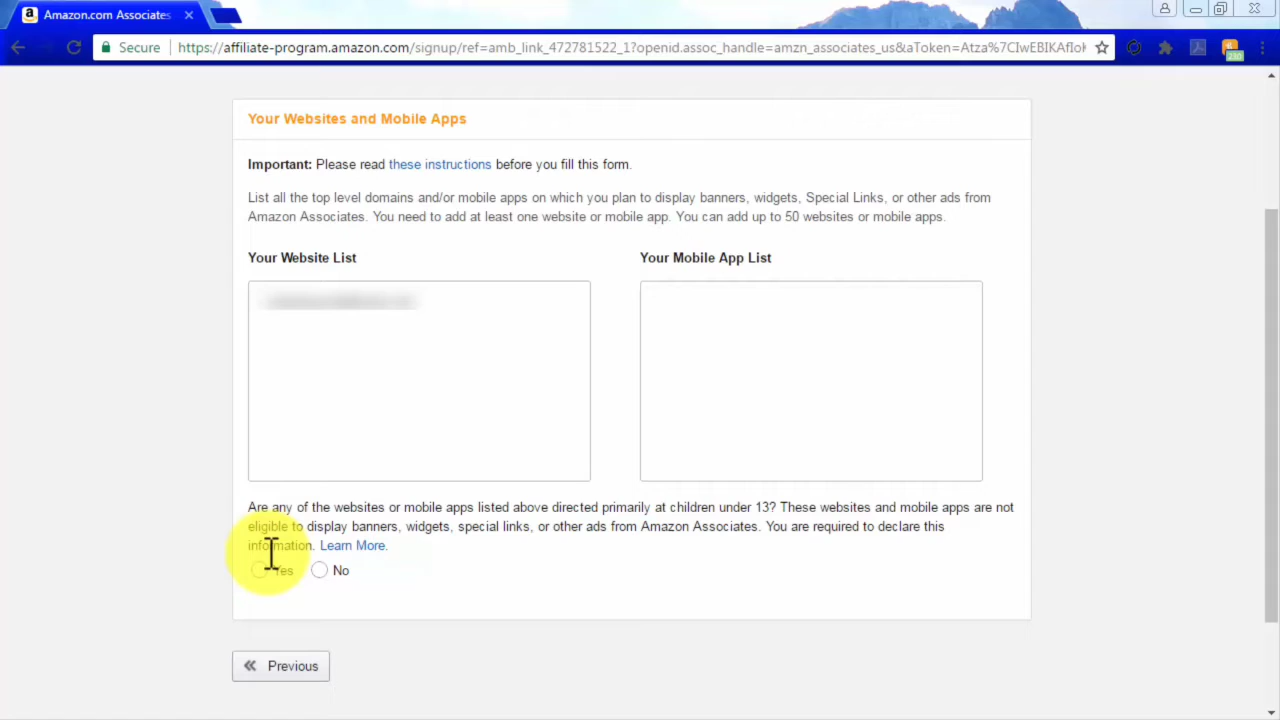 Amazon.com Associates
Secure
https://affiliate-program.amazon.com/signup/ref=amb_link_472781522_1?openid.assoc_handle=amzn_associates_us&aToken=Atza%7CIwEBIKAfIoK
230
Your Websites and Mobile Apps
Important: Please read these instructions before you fill this form.
List all the top level domains and/or mobile apps on which you plan to display banners, widgets, Special Links, or other ads from
Amazon Associates. You need to add at least one website or mobile app. You can add up to 50 websites or mobile apps.
Your Website List
Your Mobile App List
Are any of the websites or mobile apps listed above directed primarily at children under 13? These websites and mobile apps are not
eligible to display banners, widgets, special links, or other ads from Amazon Associates. You are required to declare this
information. Learn More.
Yes No
Previous